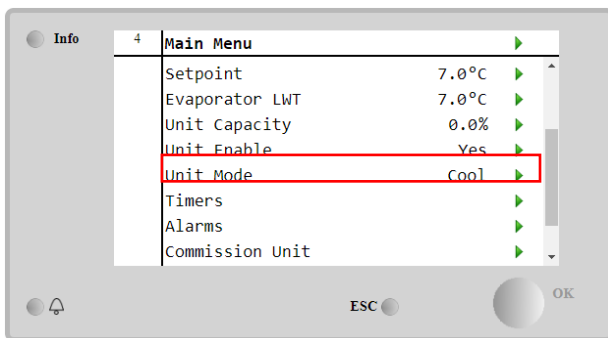 Info
4 Main Menu
Setpoint 7.0°C
Evaporator LWT 7.0°C
Unit Capacity 0.0%
Unit Enable Yes
Unit Mode Cool
Timers
Alarms
Commission Unit
ESC
OK